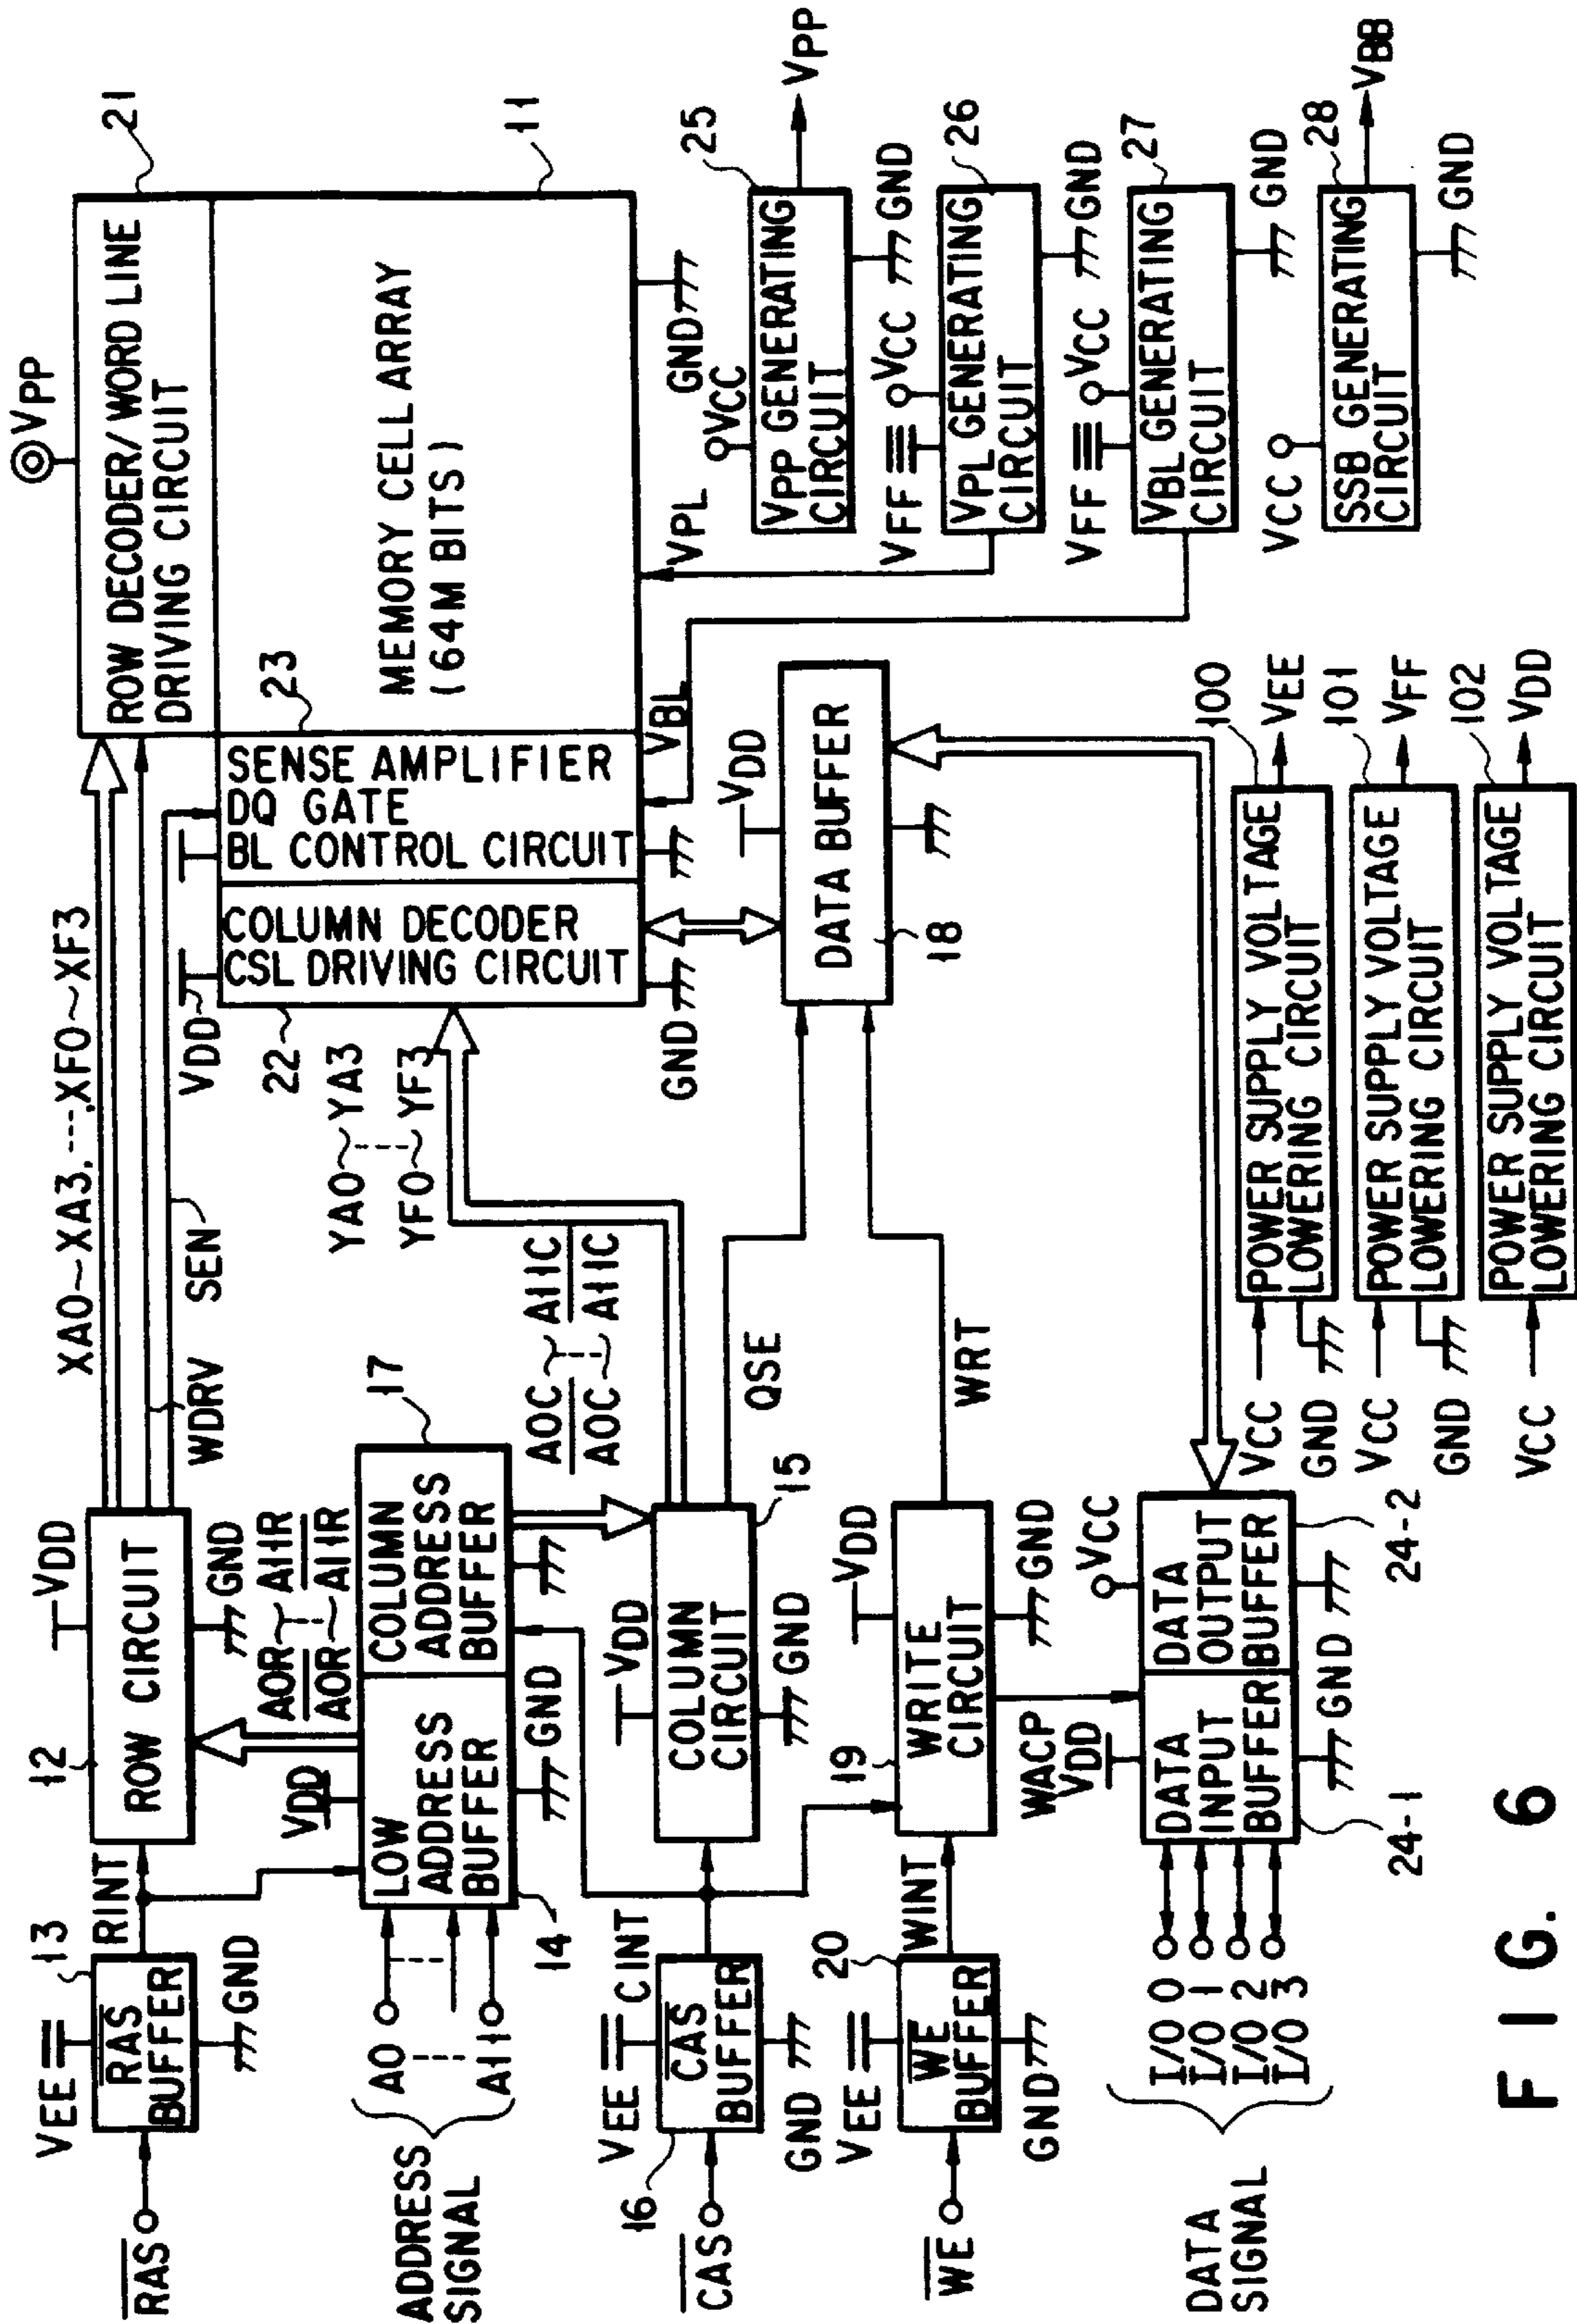 RAS
VEE
13
RAS
BUFFER
GND
RINT
12
ROW CIRCUIT
VDD
GND
XA0~XA3,---,XF0~XF3
WDRV
SEN
VPP
ROW DECODER/WORD LINE
DRIVING CIRCUIT
21
ADDRESS
SIGNAL
A0
A11
VDD
LOW
ADDRESS
BUFFER
14
GND
COLUMN
ADDRESS
BUFFER
17
A0R~A11R
A0R~A11R
A0C~A11C
A0C~A11C
YA0~YA3
YF0~YF3
VDD
22
COLUMN DECODER
CSL DRIVING CIRCUIT
GND
23
SENSE AMPLIFIER
DQ GATE
BL CONTROL CIRCUIT
MEMORY CELL ARRAY
(64M BITS)
11
VBL
VPL
GND
CAS
16
VEE
CINT
CAS
BUFFER
GND
VDD
COLUMN
CIRCUIT
15
GND
QSE
WE
VEE
20
WE
BUFFER
GND
WINT
19
WRITE
CIRCUIT
VDD
GND
WRT
VDD
DATA BUFFER
18
WACP
VDD
DATA
SIGNAL
I/O 0
I/O 1
I/O 2
I/O 3
DATA
INPUT
BUFFER
24-1
GND
DATA
OUTPUT
BUFFER
VCC
24-2
VCC
POWER SUPPLY VOLTAGE
LOWERING CIRCUIT
GND
100
VEE
VCC
POWER SUPPLY VOLTAGE
LOWERING CIRCUIT
GND
101
VFF
VCC
POWER SUPPLY VOLTAGE
LOWERING CIRCUIT
102
VDD
VCC
VPP GENERATING
CIRCUIT
25
VPP
GND
VFF
VCC
VPL GENERATING
CIRCUIT
26
GND
VFF
VCC
VBL GENERATING
CIRCUIT
27
GND
VCC
SSB GENERATING
CIRCUIT
28
VBB
GND
FIG. 6